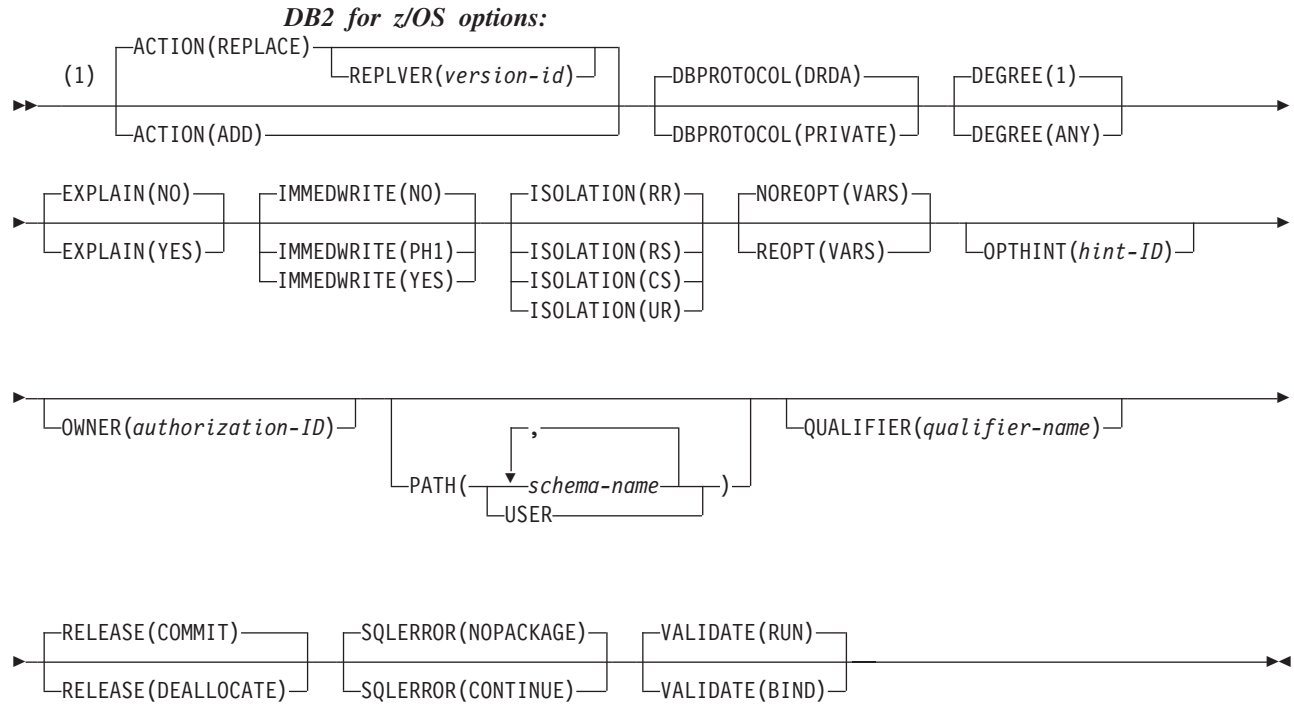 DB2 for z/OS options:
ACTION(REPLACE)
(1) REPLVER(version-id) DBPROTOCOL(DRDA) DEGREE(1)
ACTION(ADD) DBPROTOCOL(PRIVATE) DEGREE(ANY)
EXPLAIN(NO) IMMEDWRITE(NO) ISOLATION(RR) NOREOPT(VARS)
EXPLAIN(YES) IMMEDWRITE(PH1) ISOLATION(RS) REOPT(VARS) OPTHINT(hint-ID)
IMMEDWRITE(YES) ISOLATION(CS)
ISOLATION(UR)
OWNER(authorization-ID) , QUALIFIER(qualifier-name)
PATH( schema-name )
USER
RELEASE(COMMIT) SQLERROR(NOPACKAGE) VALIDATE(RUN)
RELEASE(DEALLOCATE) SQLERROR(CONTINUE) VALIDATE(BIND)